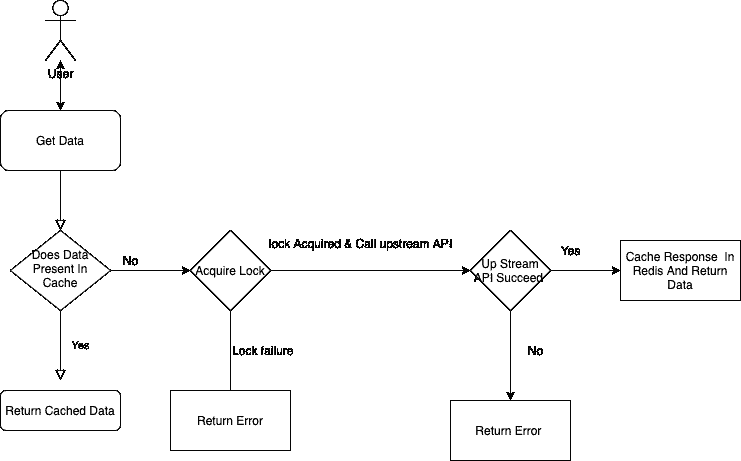 User
Get Data
Does Data
Present In
Cache
No
Acquire Lock
lock Acquired & Call upstream API
Up Stream
API Succeed
Yes
Cache Response In
Redis And Return
Data
Yes
Lock failure
No
Return Cached Data
Return Error
Return Error